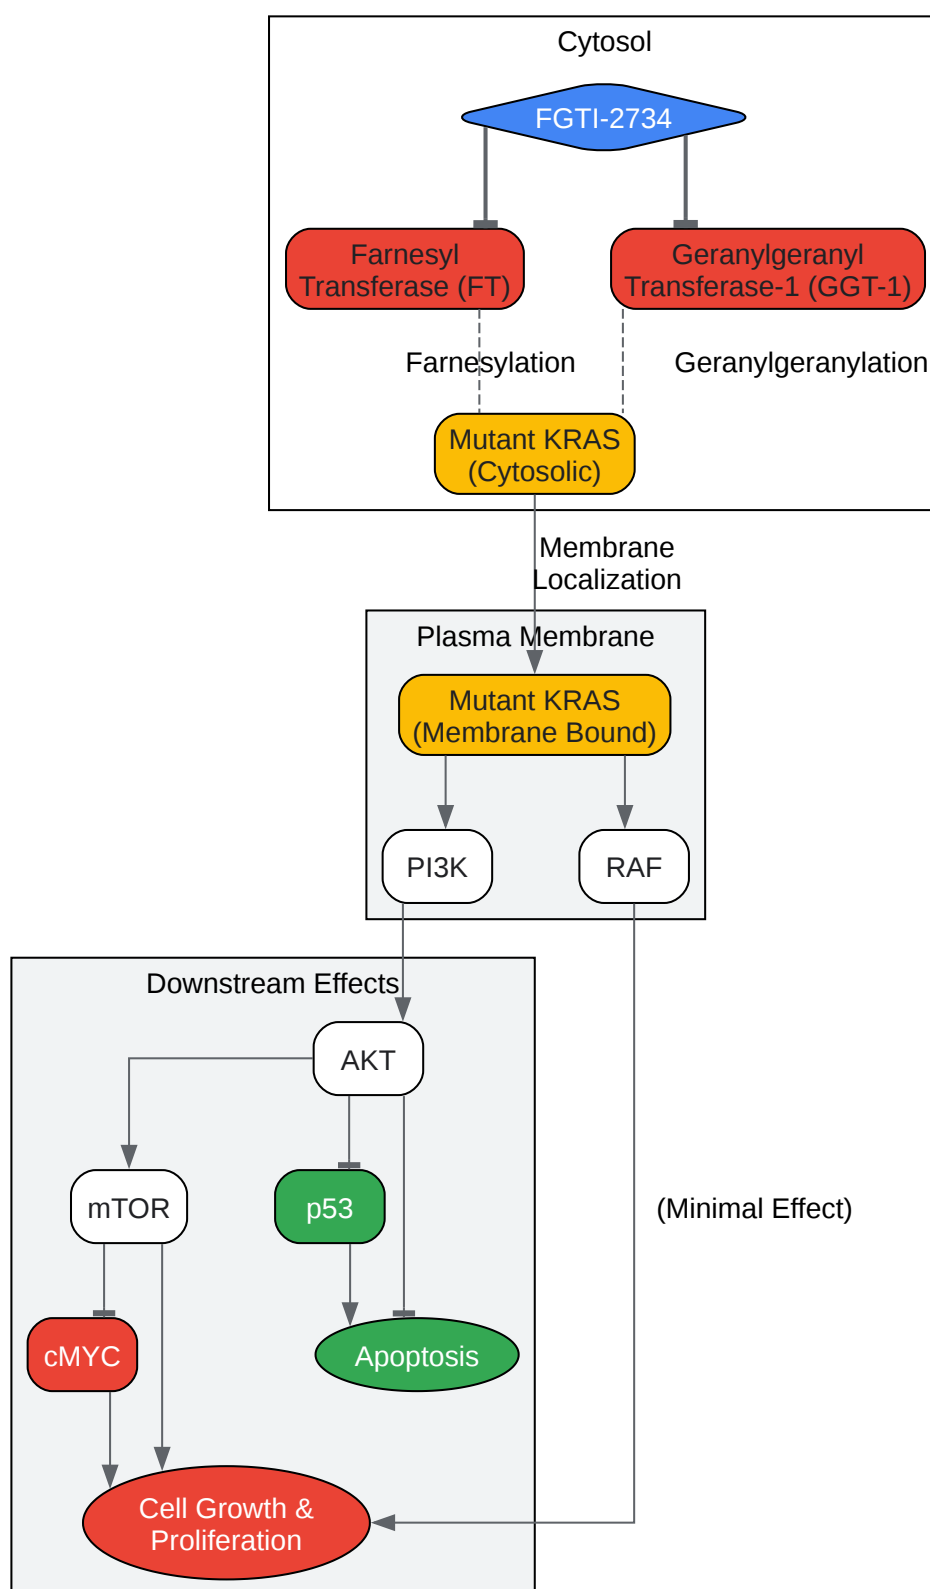 Cytosol
FGTI-2734
Farnesyl
Transferase (FT)
Geranylgeranyl
Transferase-1 (GGT-1)
Farnesylation
Geranylgeranylation
Mutant KRAS
(Cytosolic)
Membrane
Localization
Plasma Membrane
Mutant KRAS
(Membrane Bound)
PI3K
RAF
Downstream Effects
AKT
mTOR
p53
(Minimal Effect)
cMYC
Apoptosis
Cell Growth &
Proliferation